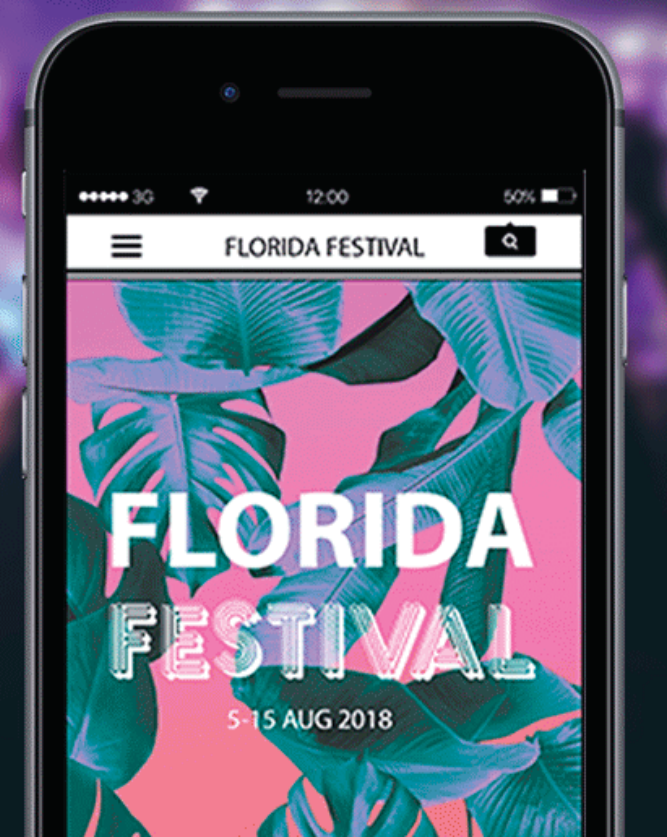 3G 12:00 50%
FLORIDA FESTIVAL
FLORIDA
FESTIVAL
5-15 AUG 2018